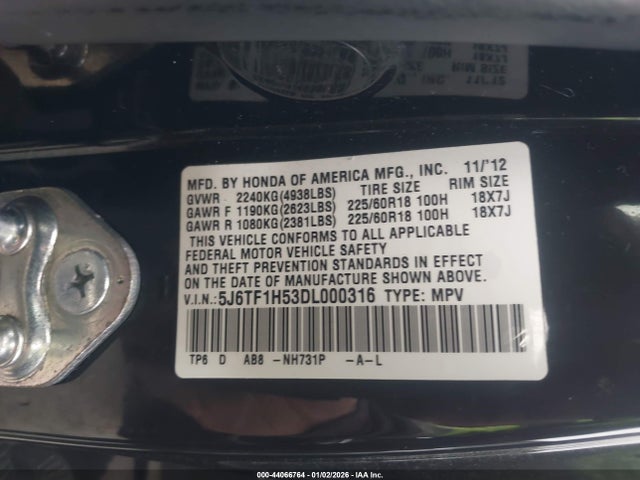 MFD. BY HONDA OF AMERICA MFG., INC. 11/'12
GVWR 2240KG(4938LBS) TIRE SIZE RIM SIZE
GAWR F 1190KG(2623LBS) 225/60R18 100H 18X7J
GAWR R 1080KG(2381LBS) 225/60R18 100H 18X7J
THIS VEHICLE CONFORMS TO ALL APPLICABLE
FEDERAL MOTOR VEHICLE SAFETY
AND THEFT PREVENTION STANDARDS IN EFFECT
ON THE DATE OF MANUFACTURE SHOWN ABOVE.
V.I.N.: 5J6TF1H53DL000316 TYPE: MPV
TP6 D AB8 -NH731P -A-L
000-44066764 - 01/02/2026 - IAA Inc.